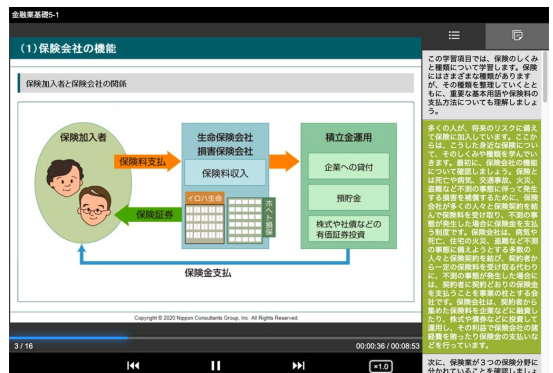 金融業基礎5-1
(1)保険会社の機能
保険加入者と保険会社の関係
保険加入者
保険料支払
保険証券
生命保険会社
損害保険会社
保険料収入
イロハ生命
ホヘト損保
積立金運用
企業への貸付
預貯金
株式や社債などの
有価証券投資
保険金支払
Copyright © 2020 Nippon Consultants Group, Inc. All Rights Reserved.
3 / 16
00:00:36 / 00:08:53
×1.0
この学習項目では、保険のしくみ
と種類について学習します。保険
にはさまざまな種類があります
が、その種類を整理していくとと
もに、重要な基本用語や保険料の
支払方法についても理解しましょ
う。
多くの人が、将来のリスクに備え
て保険に加入しています。ここか
らは、こうした身近な保険につい
て、そのしくみや種類を学んでい
きます。最初に、保険会社の機能
について確認しましょう。保険と
は死亡や病気、交通事故、火災、
盗難など不測の事態に伴って発生
する損害を補償するために、保険
会社が多くの人々と保険契約を結
んで保険料を受け取り、不測の事
態が発生した場合に保険金を支払
う制度です。保険会社は、病気や
死亡、住宅の火災、盗難など不測
の事態に備えようとする多数の
人々と保険契約を結び、契約者か
ら一定の保険料を受け取る代わり
に、不測の事態が発生した場合に
は、契約者に契約どおりの保険金
を支払うことを事業の柱とする会
社です。保険会社は、契約者から
集めた保険料を企業などに融資し
たり、株式や債券などに投資して
運用し、その利益で保険会社の諸
経費を賄ったり保険金の支払いな
どを行っています。
次に、保険業が3つの保険分野に
分かれていることを確認しましょ